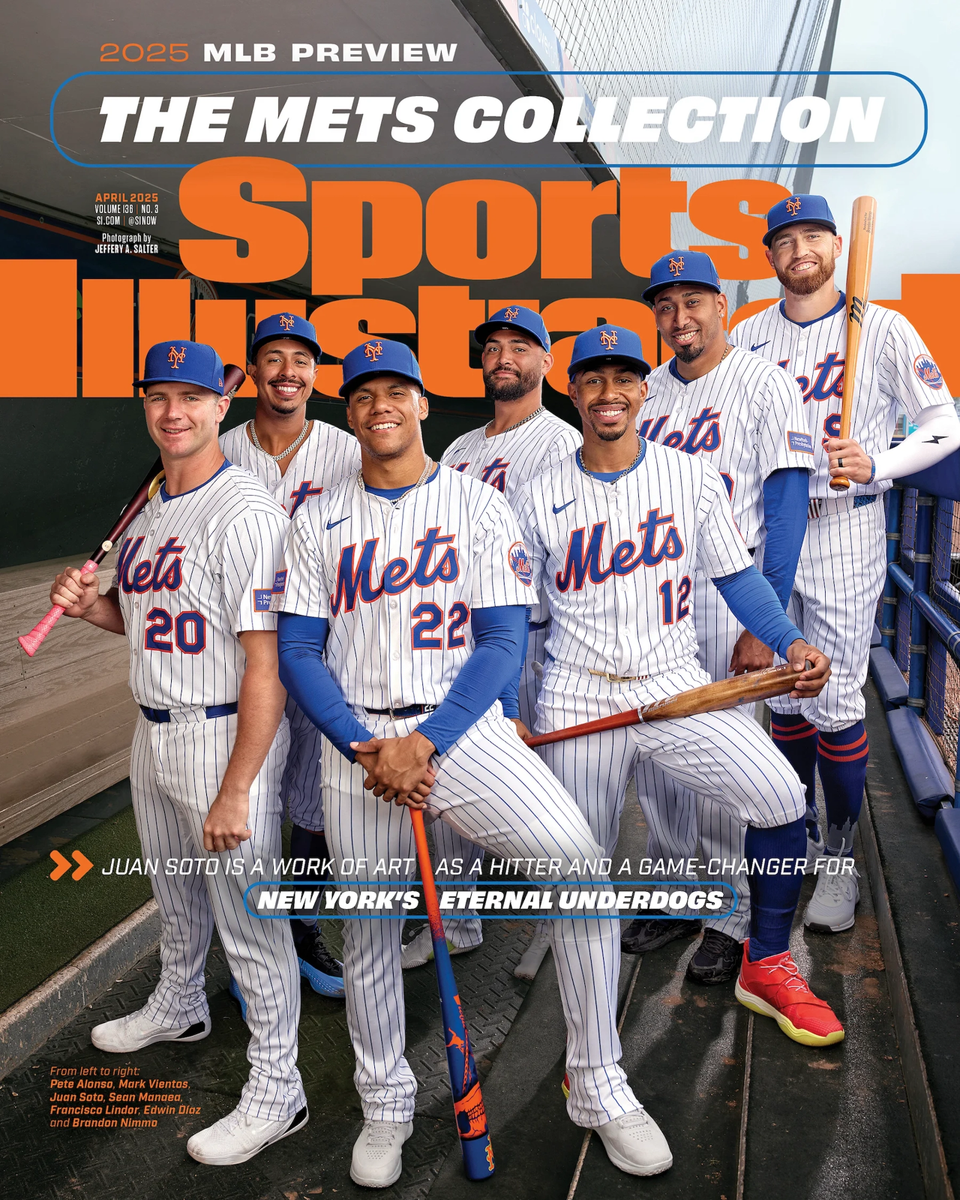 2025 MLB PREVIEW
THE METS COLLECTION
APRIL 2025
VOLUME 136 | NO. 3
SI.COM | @SINOW
Photograph by
JEFFERY A. SALTER
Sports
Illustrated
Mets
20
Mets
22
Mets
12
Mets
Mets
JUAN SOTO IS A WORK OF ART AS A HITTER AND A GAME-CHANGER FOR
NEW YORK'S ETERNAL UNDERDOGS
From left to right:
Pete Alonso, Mark Vientos,
Juan Soto, Sean Manaea,
Francisco Lindor, Edwin Díaz
and Brandon Nimmo